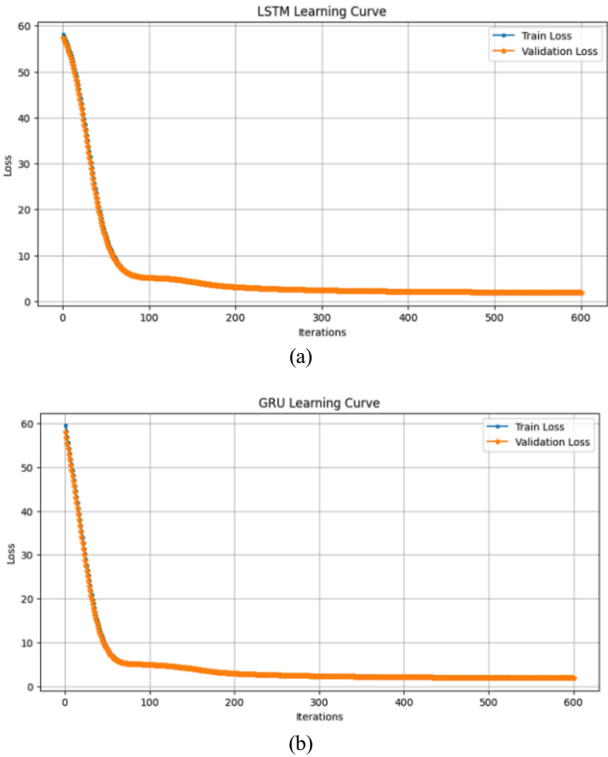 LSTM Learning Curve
60
50
40
30
20
10
0
Loss
Train Loss
Validation Loss
0 100 200 300 400 500 600
Iterations
(a)
GRU Learning Curve
60
50
40
30
20
10
0
Loss
Train Loss
Validation Loss
0 100 200 300 400 500 600
Iterations
(b)